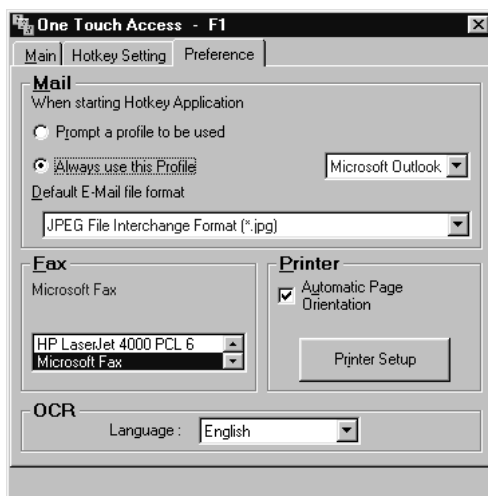 One Touch Access - F1
Main Hotkey Setting Preference
Mail
When starting Hotkey Application
Prompt a profile to be used
Always use this Profile Microsoft Outlook
Default E-Mail file format
JPEG File Interchange Format (*.jpg)
Fax
Microsoft Fax
HP LaserJet 4000 PCL 6
Microsoft Fax
Printer
Automatic Page
Orientation
Printer Setup
OCR
Language : English